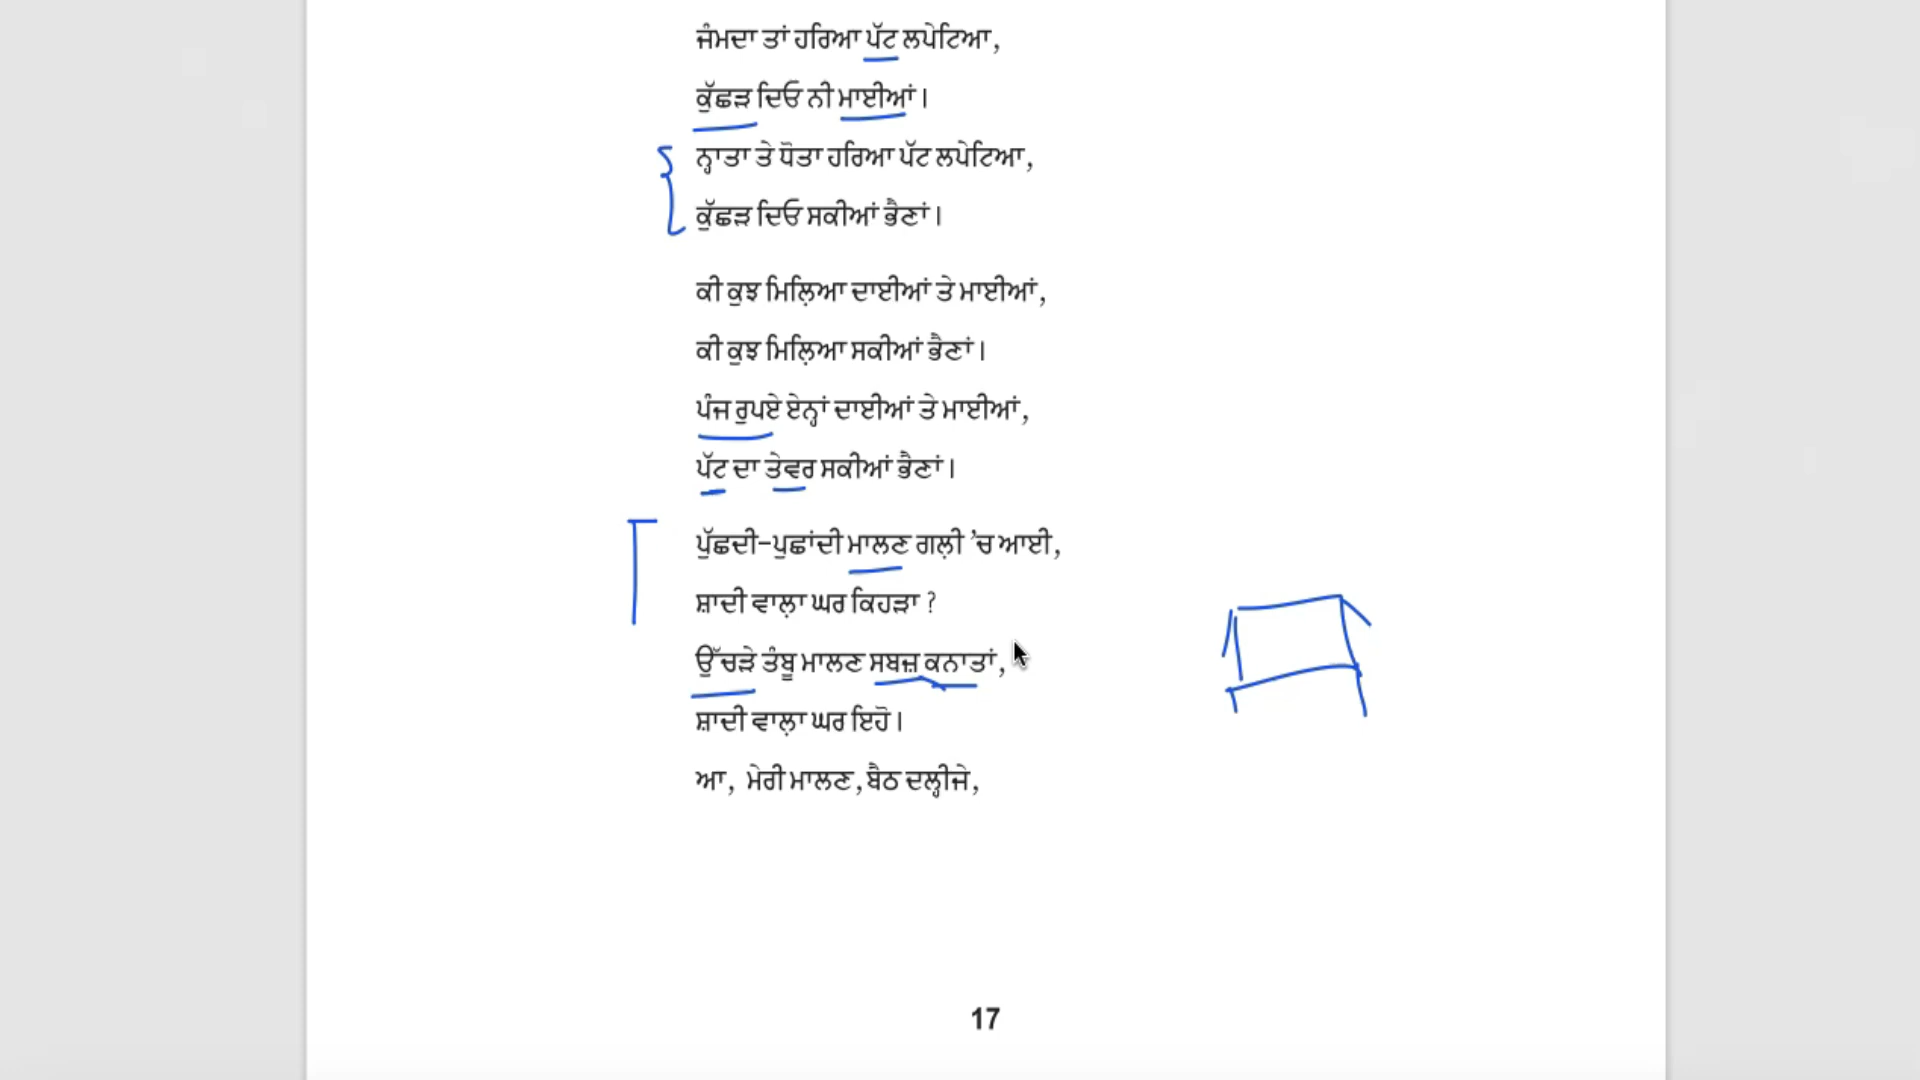 ਜੰਮਦਾ ਤਾਂ ਹਰਿਆ ਪੱਟ ਲਪੇਟਿਆ,
ਕੁੱਛੜ ਦਿਓ ਨੀ ਮਾਈਆਂ।
ਨ੍ਹਾਤਾ ਤੇ ਧੋਤਾ ਹਰਿਆ ਪੱਟ ਲਪੇਟਿਆ,
ਕੁੱਛੜ ਦਿਓ ਸਕੀਆਂ ਭੈਣਾਂ।
ਕੀ ਕੁਝ ਮਿਲ਼ਿਆ ਦਾਈਆਂ ਤੇ ਮਾਈਆਂ,
ਕੀ ਕੁਝ ਮਿਲ਼ਿਆ ਸਕੀਆਂ ਭੈਣਾਂ।
ਪੰਜ ਰੁਪਏ ਏਨ੍ਹਾਂ ਦਾਈਆਂ ਤੇ ਮਾਈਆਂ,
ਪੱਟ ਦਾ ਤੇਵਰ ਸਕੀਆਂ ਭੈਣਾਂ।
ਪੁੱਛਦੀ-ਪੁਛਾਂਦੀ ਮਾਲਣ ਗਲ਼ੀ ’ਚ ਆਈ,
ਸ਼ਾਦੀ ਵਾਲ਼ਾ ਘਰ ਕਿਹੜਾ ?
ਉੱਚੜੇ ਤੰਬੂ ਮਾਲਣ ਸਬਜ਼ ਕਨਾਤਾਂ,
ਸ਼ਾਦੀ ਵਾਲ਼ਾ ਘਰ ਇਹੋ।
ਆ, ਮੇਰੀ ਮਾਲਣ, ਬੈਠ ਦਲ੍ਹੀਜੇ,
17